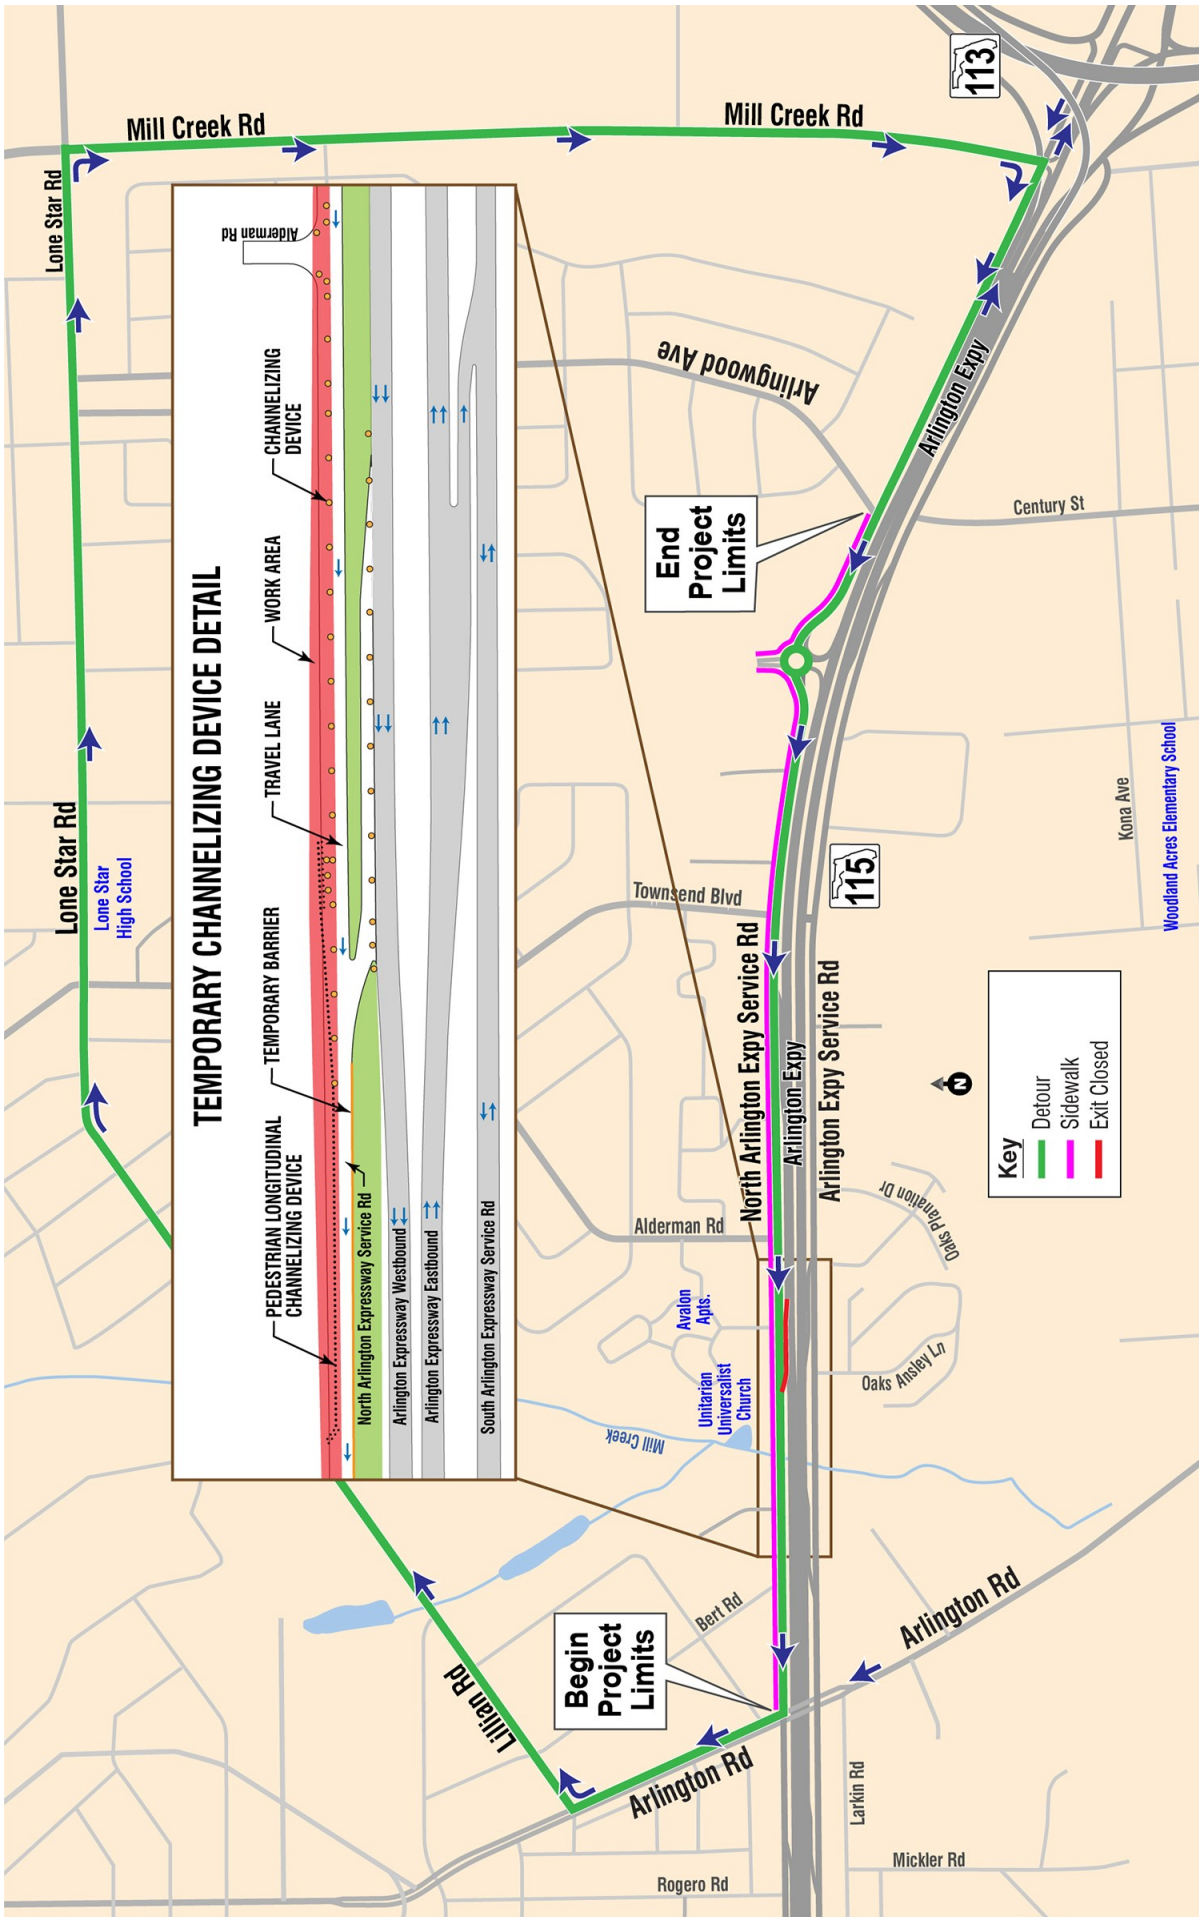 Lone Star Rd
Mill Creek Rd
Mill Creek Rd
113
Lone Star Rd
Lone Star
High School
TEMPORARY CHANNELIZING DEVICE DETAIL
PEDESTRIAN LONGITUDINAL
CHANNELIZING DEVICE
TEMPORARY BARRIER
TRAVEL LANE
WORK AREA
CHANNELIZING
DEVICE
Alderman Rd
North Arlington Expressway Service Rd
Arlington Expressway Westbound
Arlington Expressway Eastbound
South Arlington Expressway Service Rd
Lillian Rd
Begin
Project
Limits
End
Project
Limits
Arlingwood Ave
Arlington Expy
Century St
Mill Creek
Unitarian
Universalist
Church
Avalon
Apts.
Alderman Rd
Townsend Blvd
Bert Rd
Arlington Rd
Rogero Rd
North Arlington Expy Service Rd
Arlington Expy
Arlington Expy Service Rd
115
Larkin Rd
Mickler Rd
Arlington Rd
Oaks Ansley Ln
Oaks Planation Dr
N
Key
Detour
Sidewalk
Exit Closed
Kona Ave
Woodland Acres Elementary School